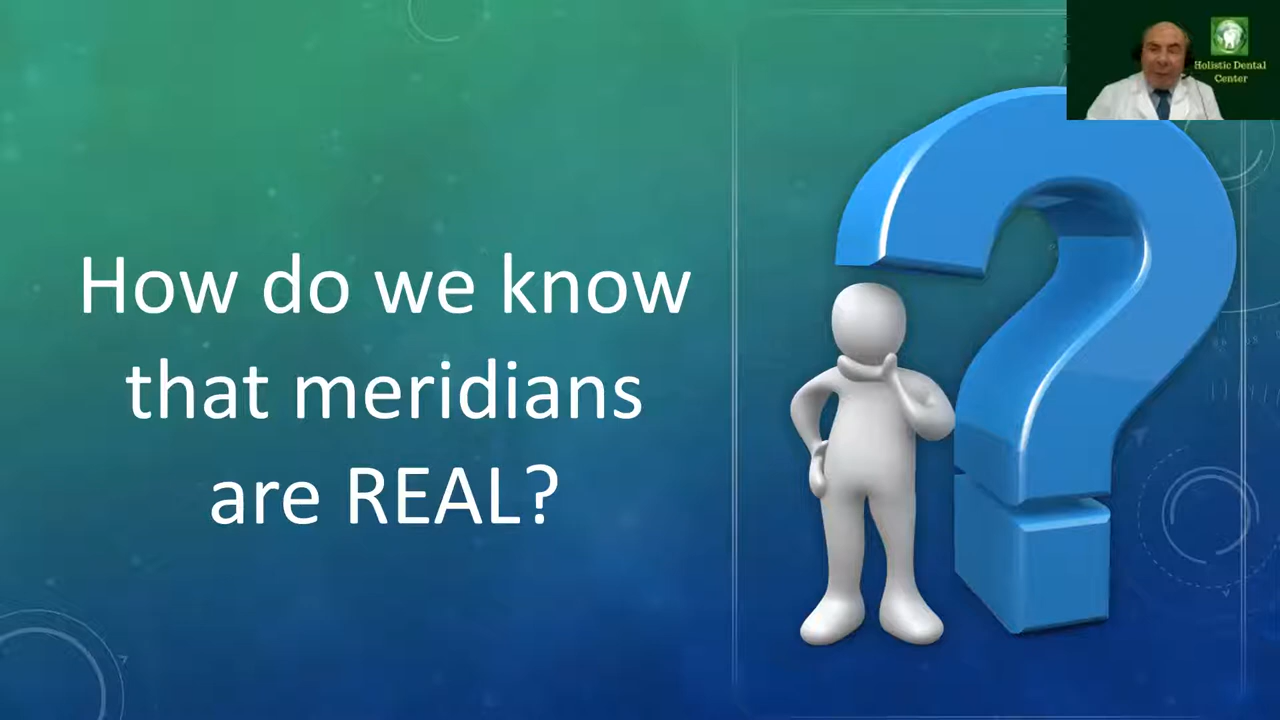 How do we know
that meridians
are REAL?
Holistic Dental
Center